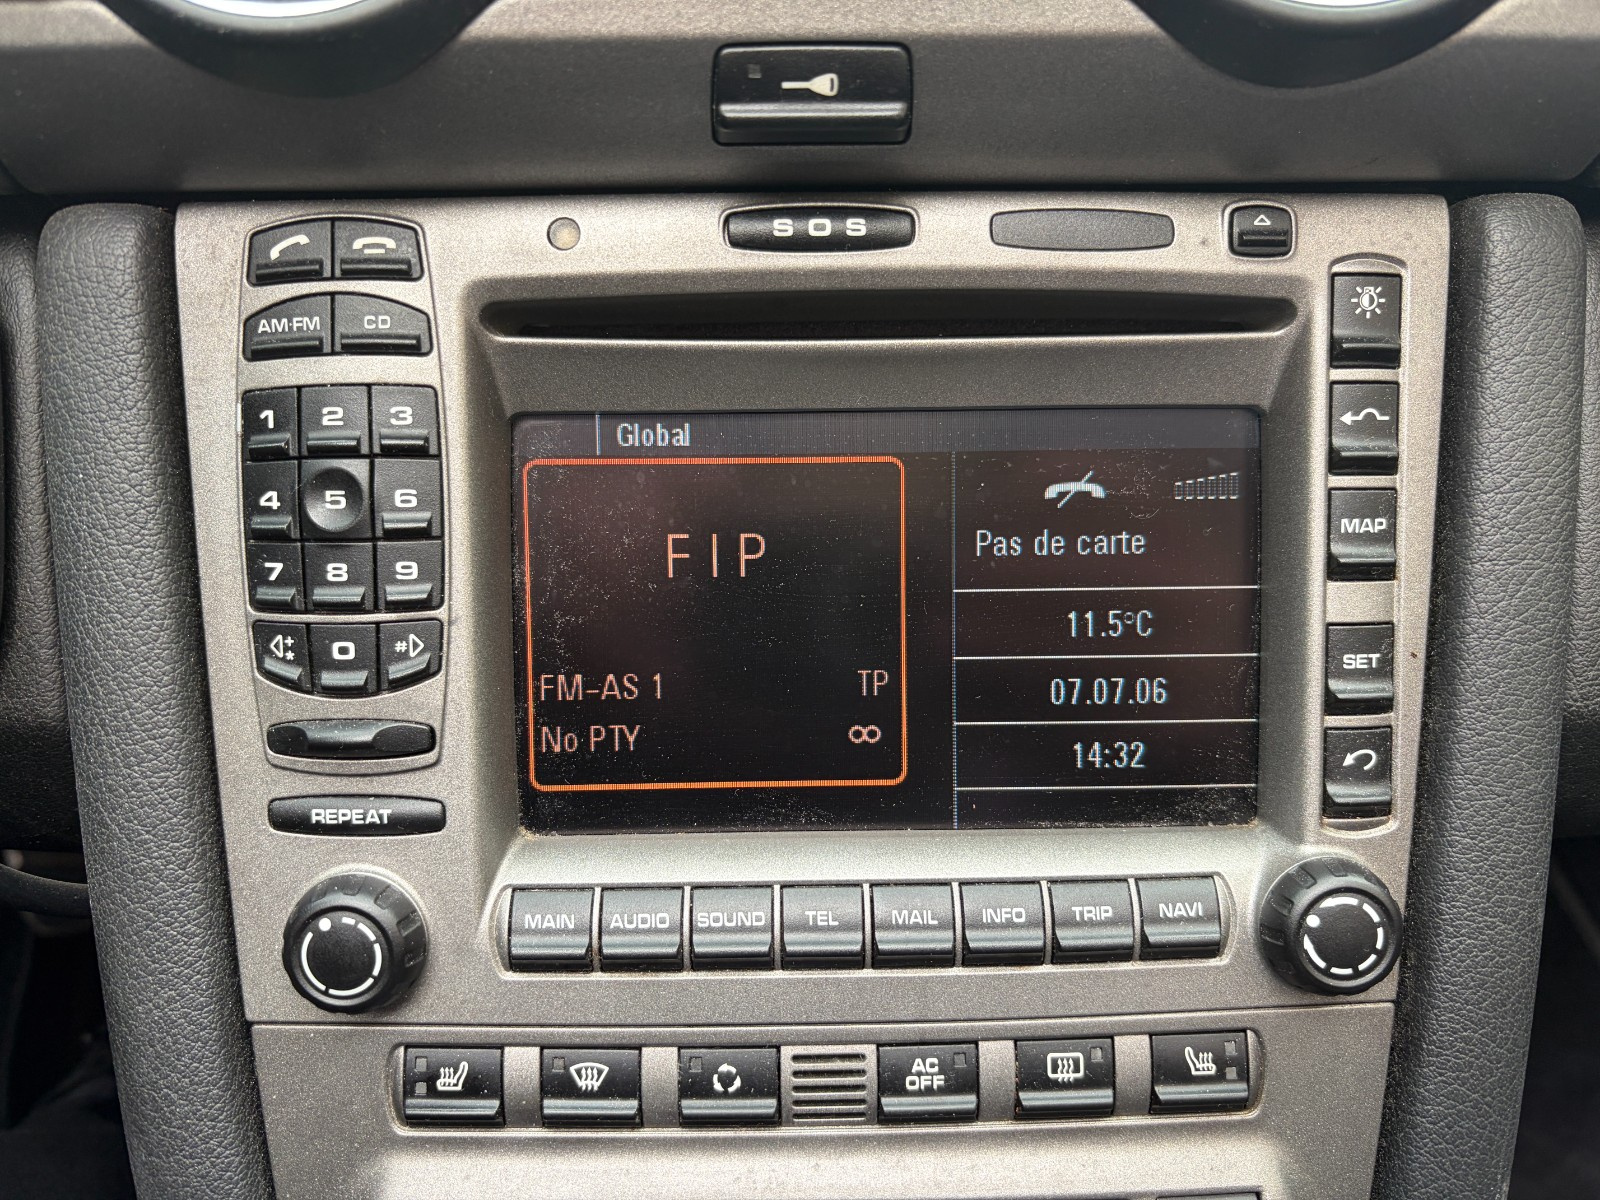 SOS
AM·FM CD
1 2 3
4 5 6
7 8 9
+
* 0 #
REPEAT
Global
FIP
FM-AS 1 TP
No PTY ∞
Pas de carte
11.5°C
07.07.06
14:32
MAP
SET
MAIN AUDIO SOUND TEL MAIL INFO TRIP NAVI
AC
OFF